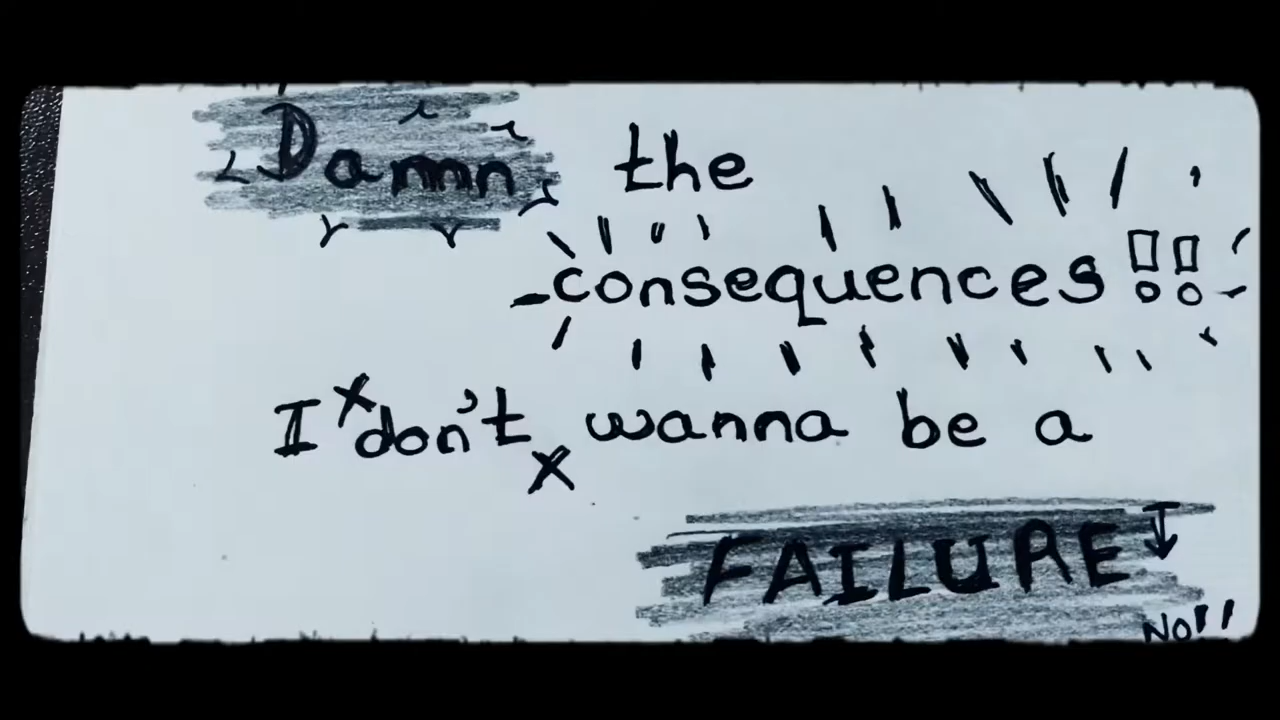 Damn the
consequences!!
I don't wanna be a
FAILURE
NO!!